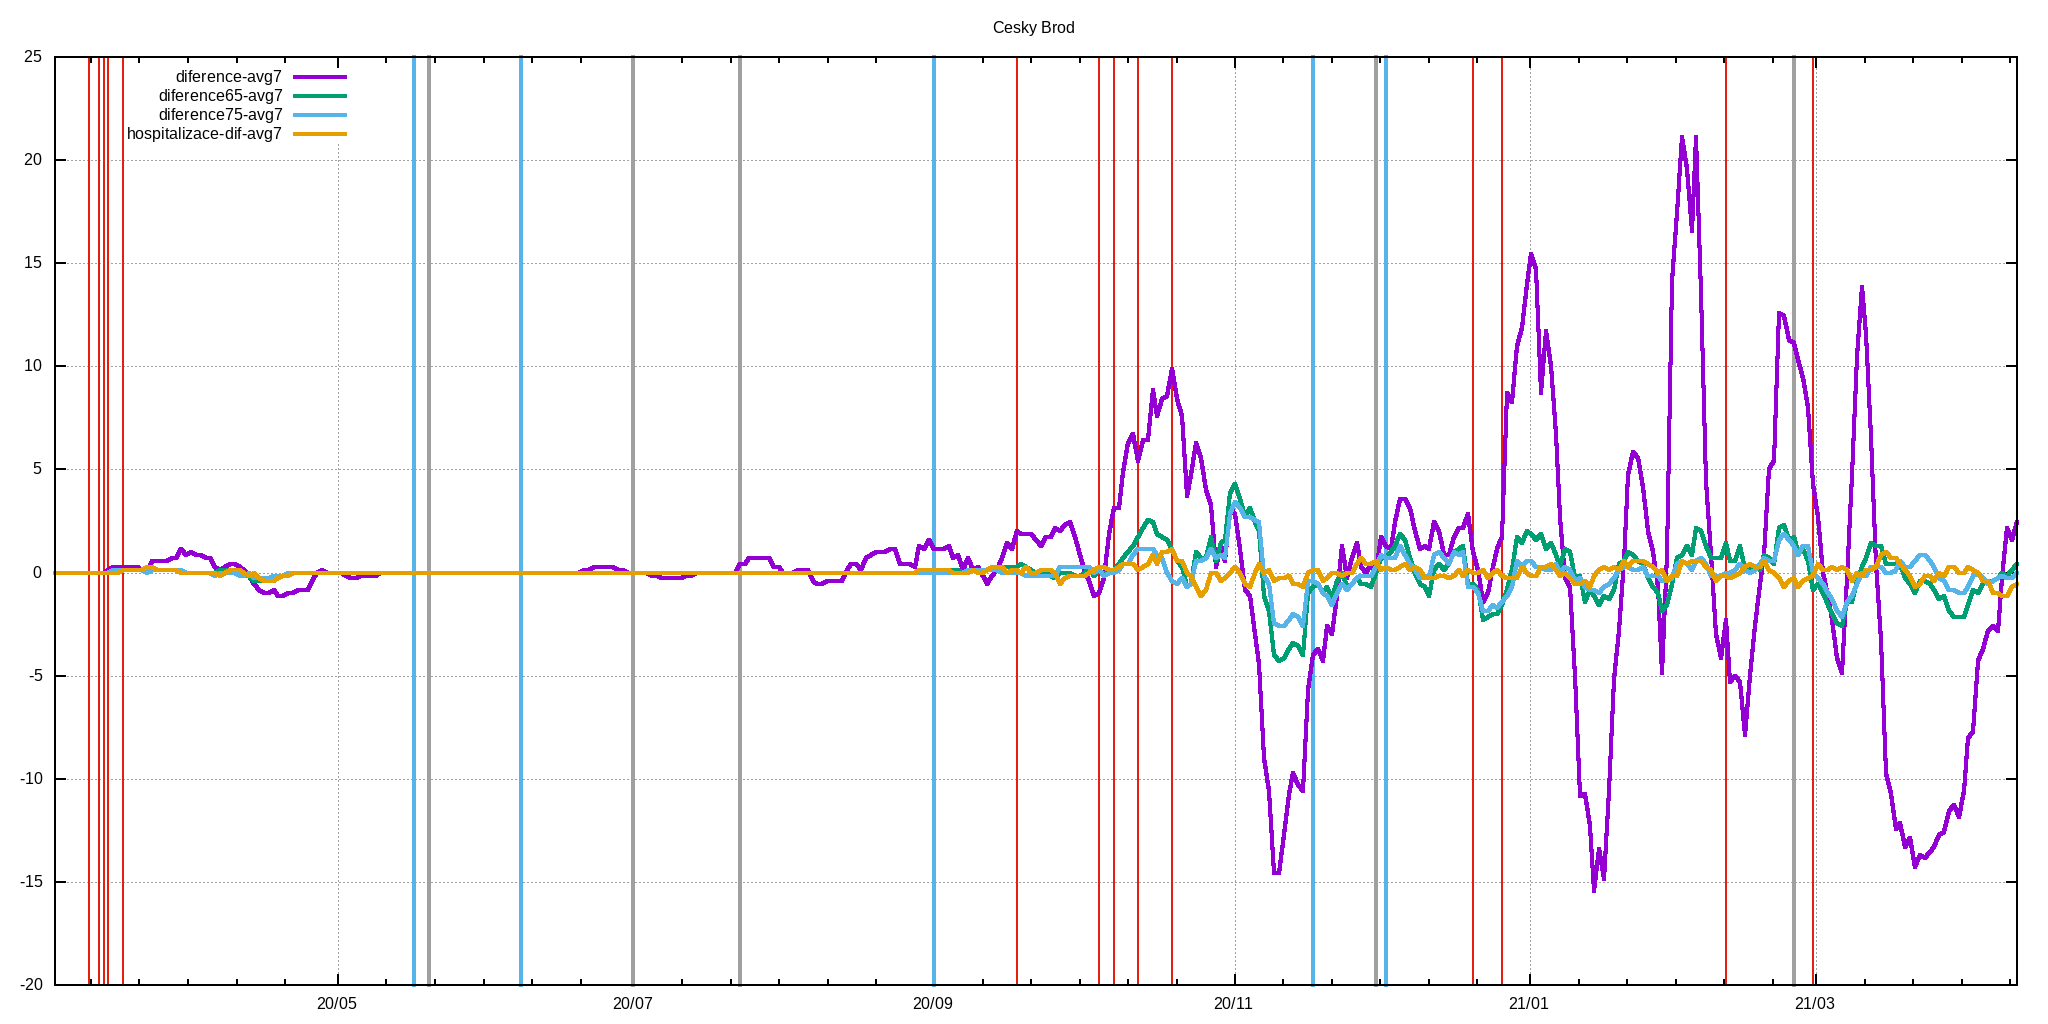 Cesky Brod
diference-avg7
diference65-avg7
diference75-avg7
hospitalizace-dif-avg7
25
20
15
10
5
0
-5
-10
-15
-20
20/05 20/07 20/09 20/11 21/01 21/03